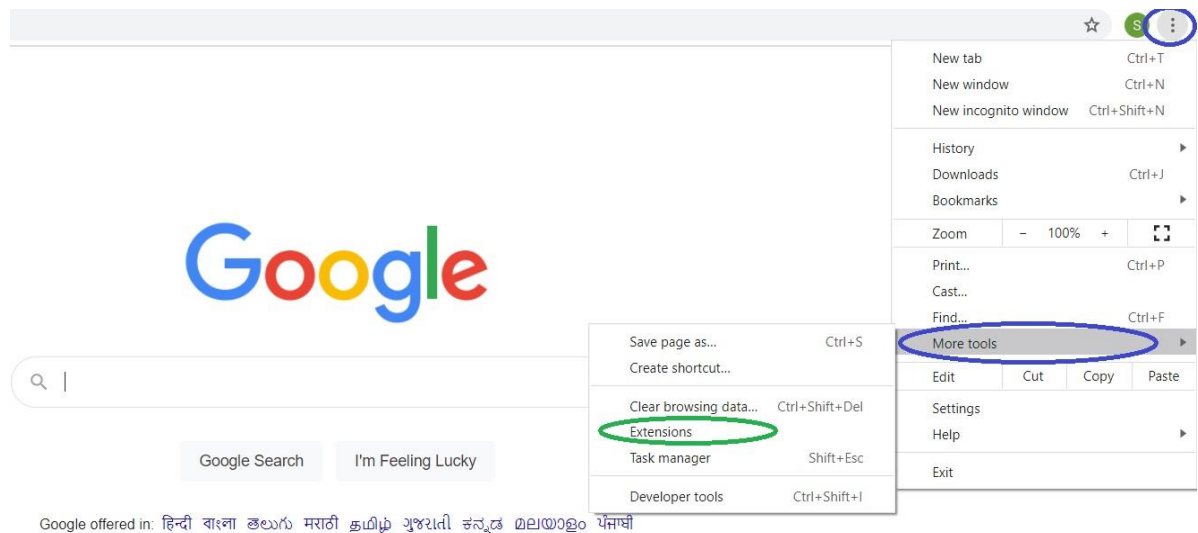 S
New tab Ctrl+T
New window Ctrl+N
New incognito window Ctrl+Shift+N
History
Downloads Ctrl+J
Bookmarks
Zoom - 100% +
Print... Ctrl+P
Cast...
Find... Ctrl+F
More tools
Edit Cut Copy Paste
Settings
Help
Exit
Save page as... Ctrl+S
Create shortcut...
Clear browsing data... Ctrl+Shift+Del
Extensions
Task manager Shift+Esc
Developer tools Ctrl+Shift+I
Google
Google Search I'm Feeling Lucky
Google offered in: हिन्दी বাংলা తెలుగు मराठी தமிழ் ગુજરાતી ಕನ್ನಡ മലയാളം ਪੰਜਾਬੀ